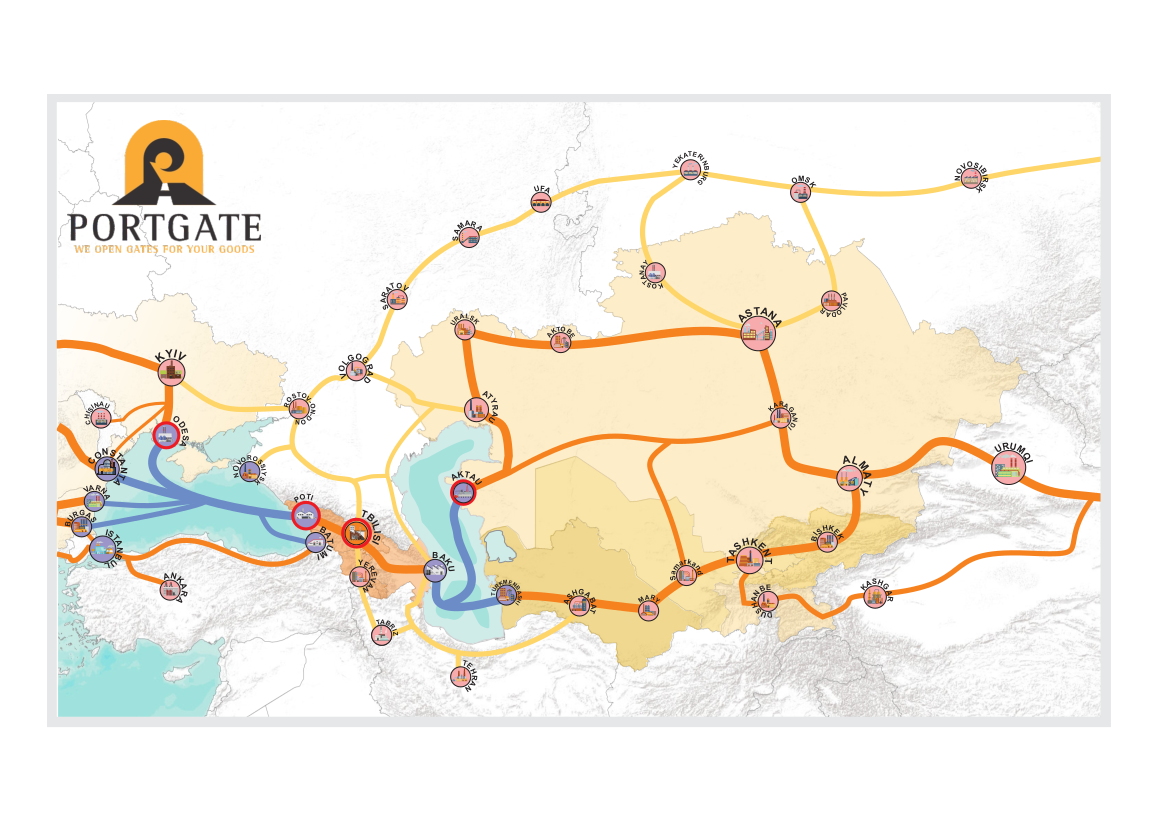 PORTGATE
WE OPEN GATES FOR YOUR GOODS
YEKATERINBURG
OMSK
NOVOSIBIRSK
UFA
SAMARA
SARATOV
KOSTANAY
PAVLODAR
URALSK
AKTOBE
ASTANA
KYIV
VOLGOGRAD
ROSTOV-ON-DON
ATYRAU
KARAGANDI
CHISINAU
ODESA
CONSTANTA
NOVOROSSIYSK
AKTAU
ALMATY
URUMQI
VARNA
POTI
BURGAS
TBILISI
ISTANBUL
BATUMI
BISHKEK
TASHKENT
BAKU
YEREVAN
ANKARA
TURKMENBASHI
ASHGABAT
MARY
Samarkand
DUSHANBE
KASHGAR
TABRIZ
TEHRAN